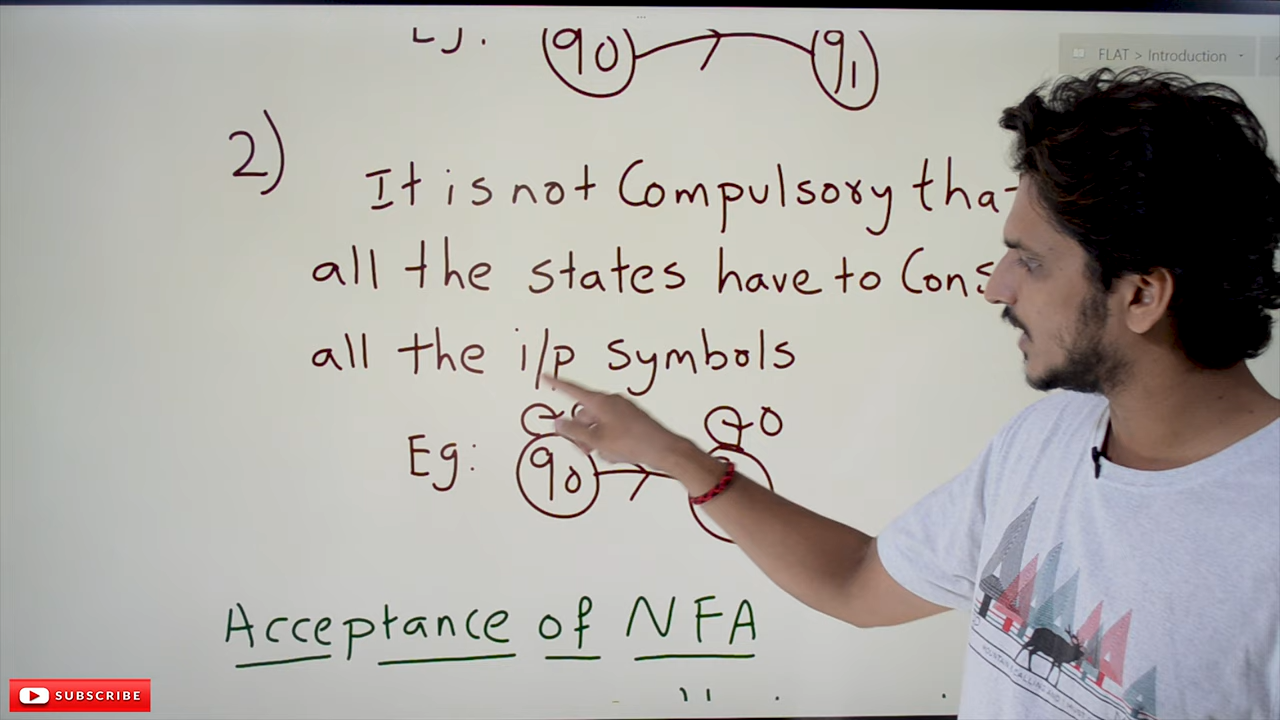 q0 q1
FLAT > Introduction
2)
It is not Compulsory that
all the states have to Cons
all the i/p symbols
0
Eg: q0
Acceptance of NFA
SUBSCRIBE